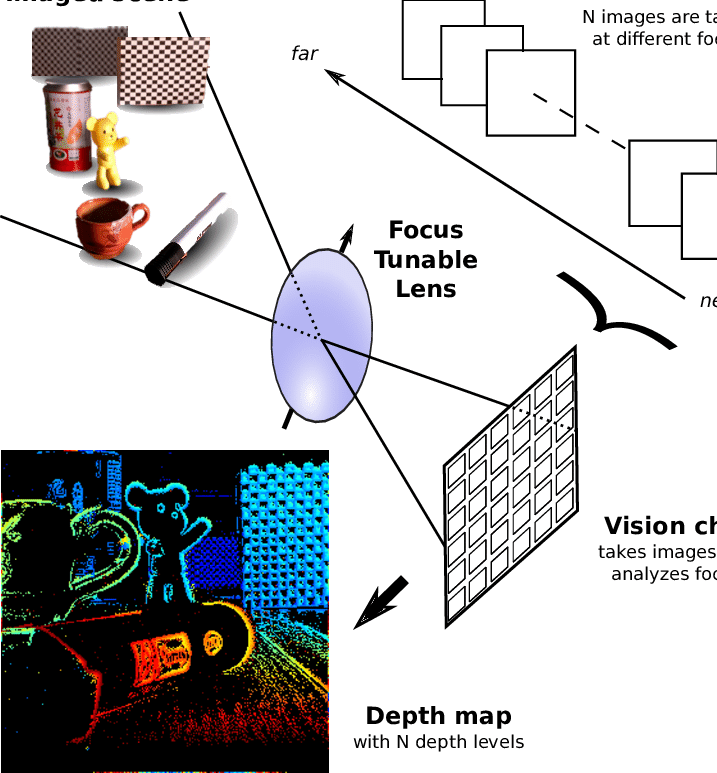 Imaged Scene
N images are ta
at different foc
far
Focus
Tunable
Lens
ne
Vision ch
takes images
analyzes foc
Depth map
with N depth levels